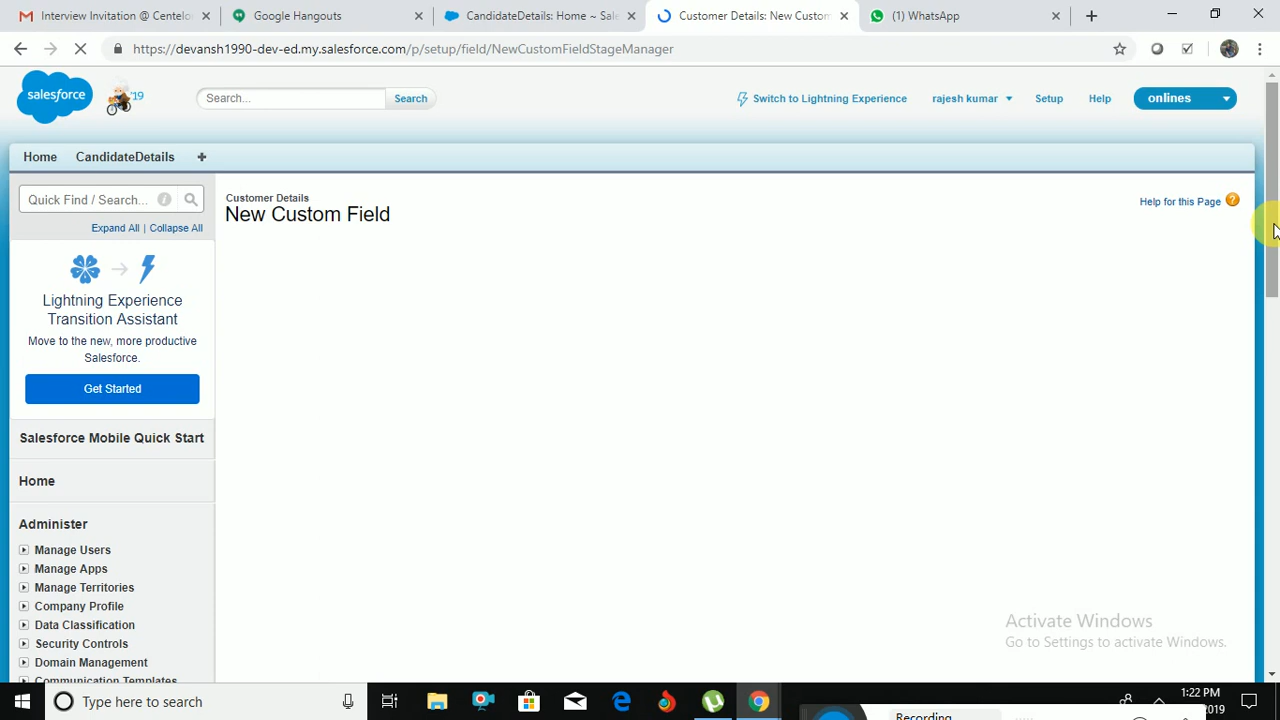 Interview Invitation @ Centelo
Google Hangouts
CandidateDetails: Home ~ Sale
Customer Details: New Custom
(1) WhatsApp
https://devansh1990-dev-ed.my.salesforce.com/p/setup/field/NewCustomFieldStageManager
salesforce
'19
Search...
Search
Switch to Lightning Experience
rajesh kumar
Setup
Help
onlines
Home
CandidateDetails
Quick Find / Search...
Expand All | Collapse All
Customer Details
New Custom Field
Help for this Page
Lightning Experience
Transition Assistant
Move to the new, more productive
Salesforce.
Get Started
Salesforce Mobile Quick Start
Home
Administer
Manage Users
Manage Apps
Manage Territories
Company Profile
Data Classification
Security Controls
Domain Management
Communication Templates
Activate Windows
Go to Settings to activate Windows.
Type here to search
Recording
1:22 PM
2019